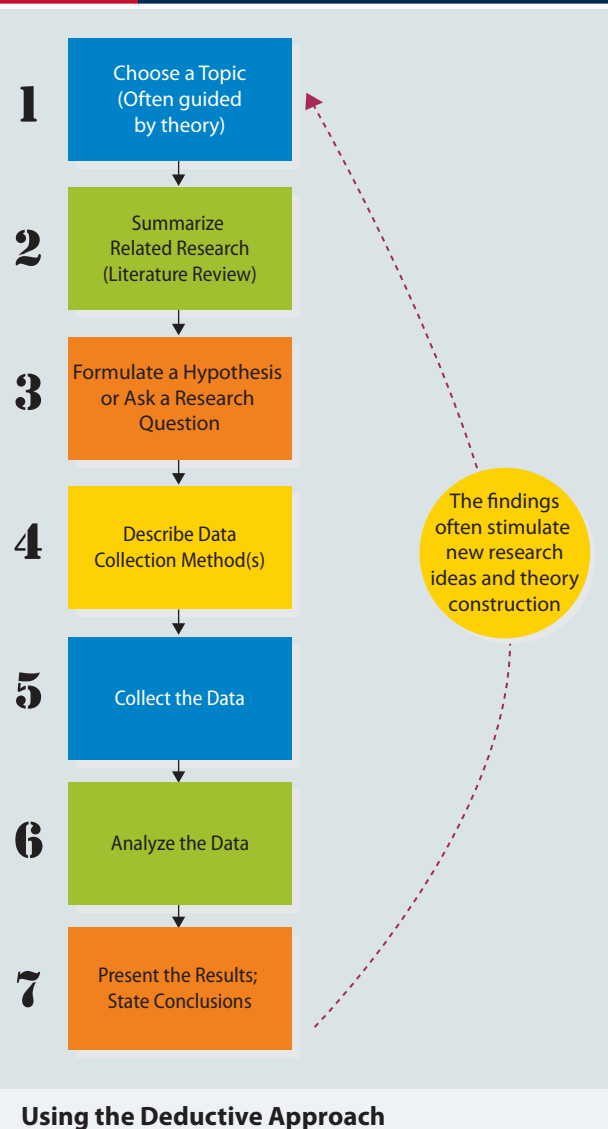 1
Choose a Topic
(Often guided
by theory)
2
Summarize
Related Research
(Literature Review)
3
Formulate a Hypothesis
or Ask a Research
Question
4
Describe Data
Collection Method(s)
The findings
often stimulate
new research
ideas and theory
construction
5
Collect the Data
6
Analyze the Data
7
Present the Results;
State Conclusions
Using the Deductive Approach